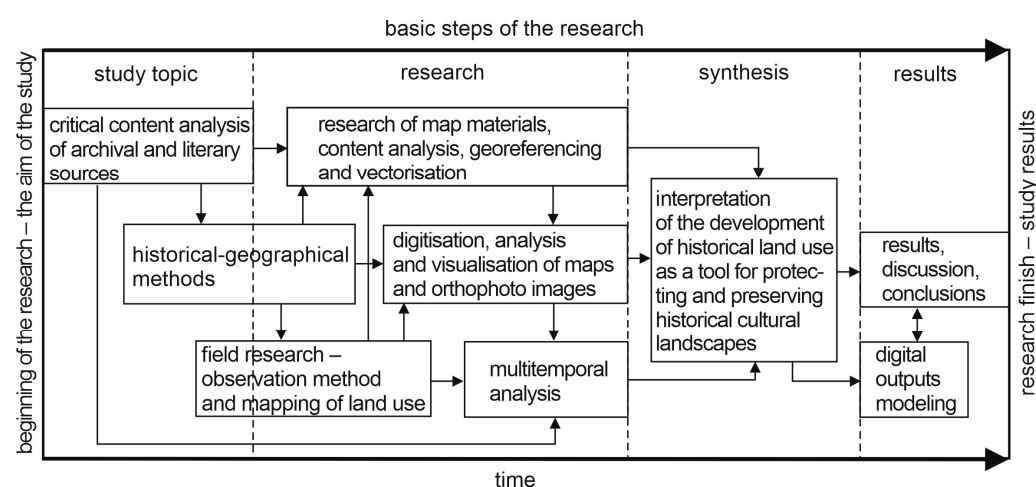 basic steps of the research
beginning of the research – the aim of the study
study topic
research
synthesis
results
critical content analysis
of archival and literary
sources
research of map materials,
content analysis, georeferencing
and vectorisation
historical-geographical
methods
digitisation, analysis
and visualisation of maps
and orthophoto images
field research –
observation method
and mapping of land use
multitemporal
analysis
interpretation
of the development
of historical land use
as a tool for protec-
ting and preserving
historical cultural
landscapes
results,
discussion,
conclusions
digital
outputs
modeling
research finish – study results
time